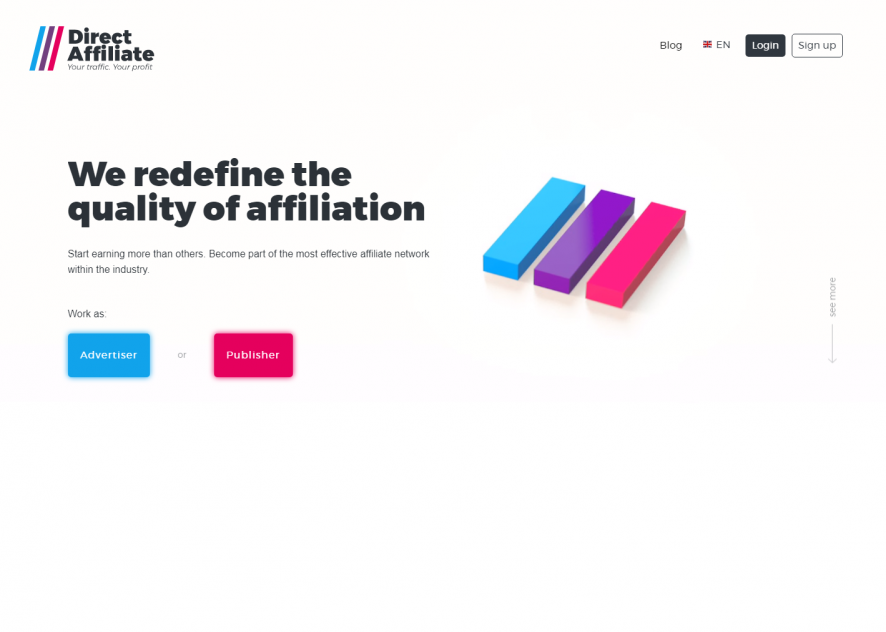 Direct
Affiliate
Your traffic. Your profit
Blog
EN
Login
Sign up
We redefine the
quality of affiliation
Start earning more than others. Become part of the most effective affiliate network
within the industry.
Work as:
Advertiser
or
Publisher
see more